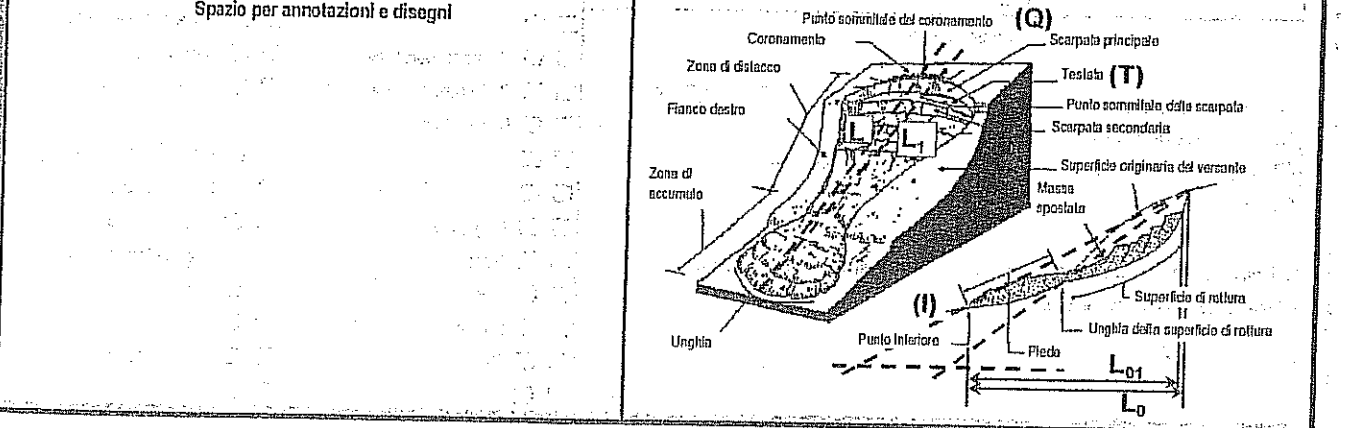 Spazio per annotazioni e disegni
Punto sommitale del coronamento (Q)
Coronamento
Scarpata principale
Zona di distacco
Testata (T)
Fianco destro
Punto sommitale della scarpata
L
L1
Scarpata secondaria
Superficie originaria del versante
Zona di
accumulo
Massa
spostata
(I)
Superficie di rottura
Punto Inferiore
Unghia della superficie di rottura
Unghia
Piede
L01
L0